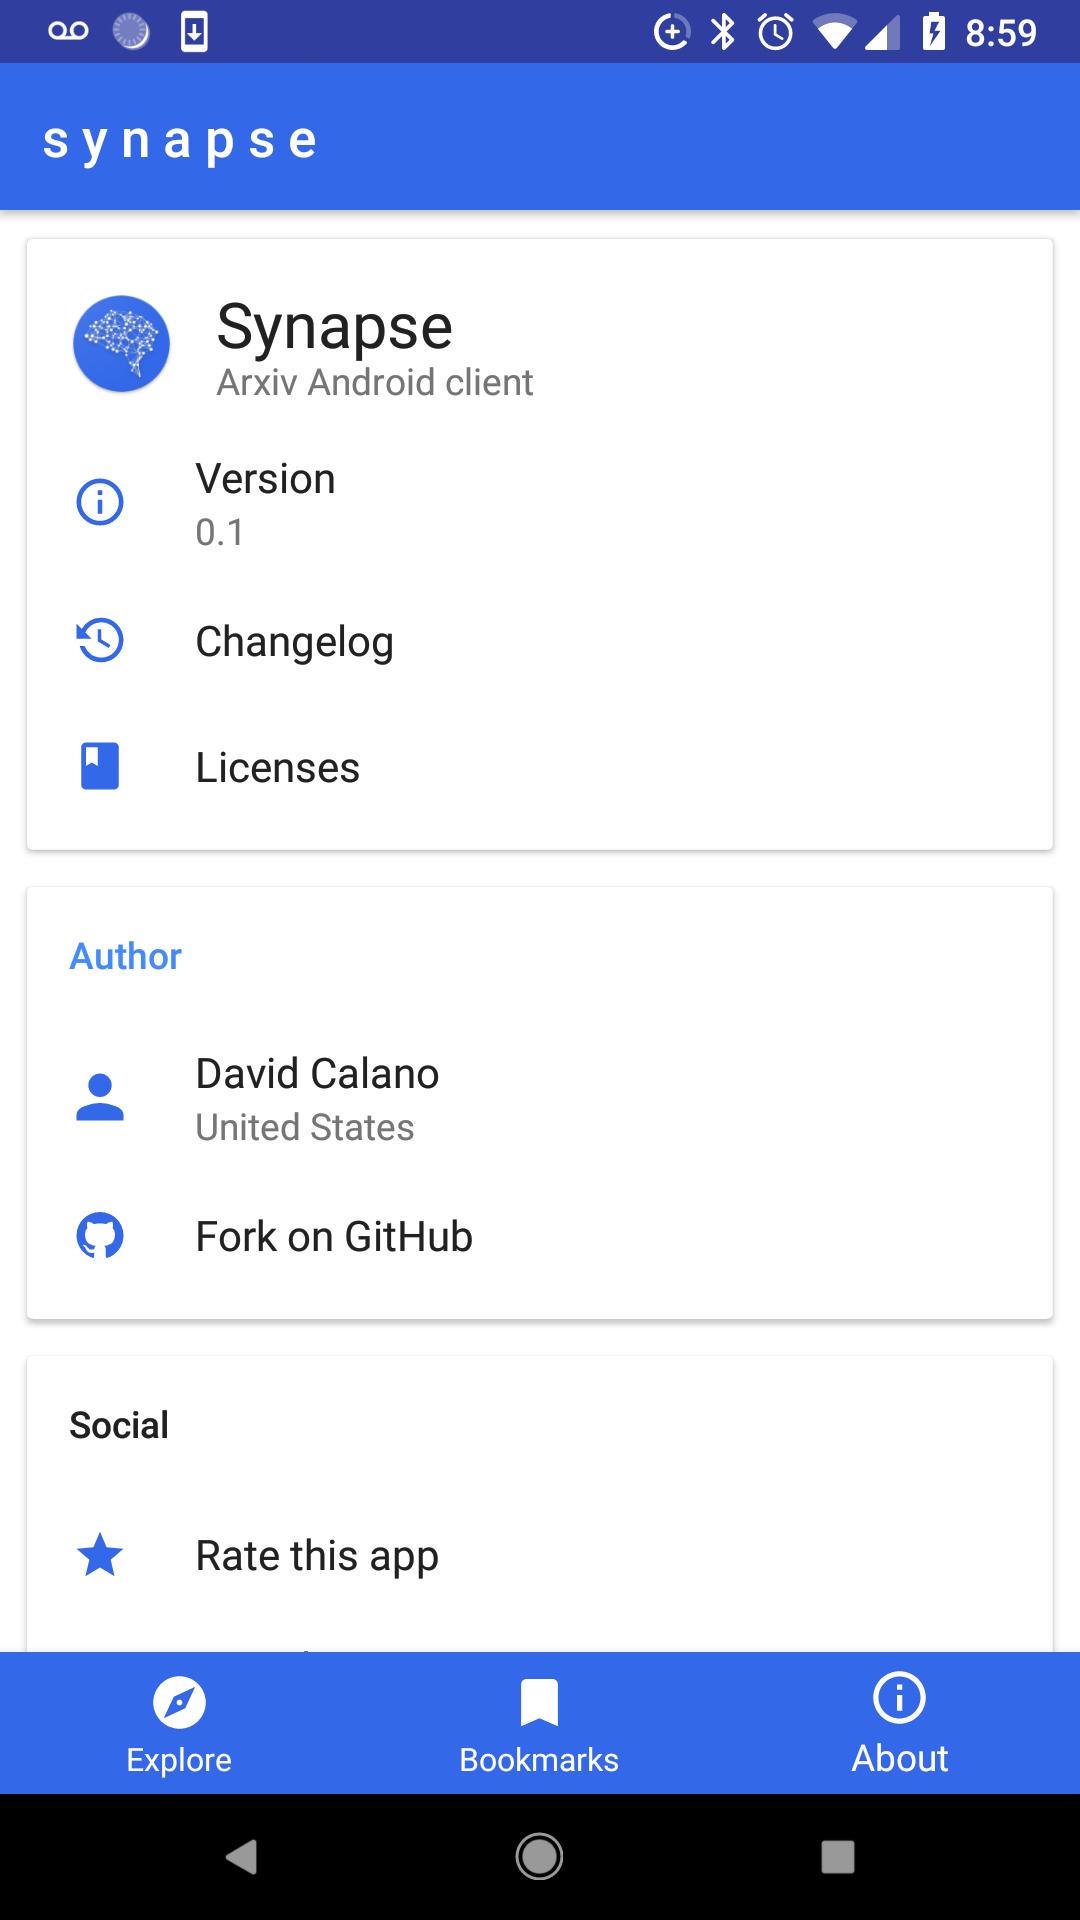 8:59
synapse
Synapse
Arxiv Android client
Version
0.1
Changelog
Licenses
Author
David Calano
United States
Fork on GitHub
Social
Rate this app
Explore
Bookmarks
About